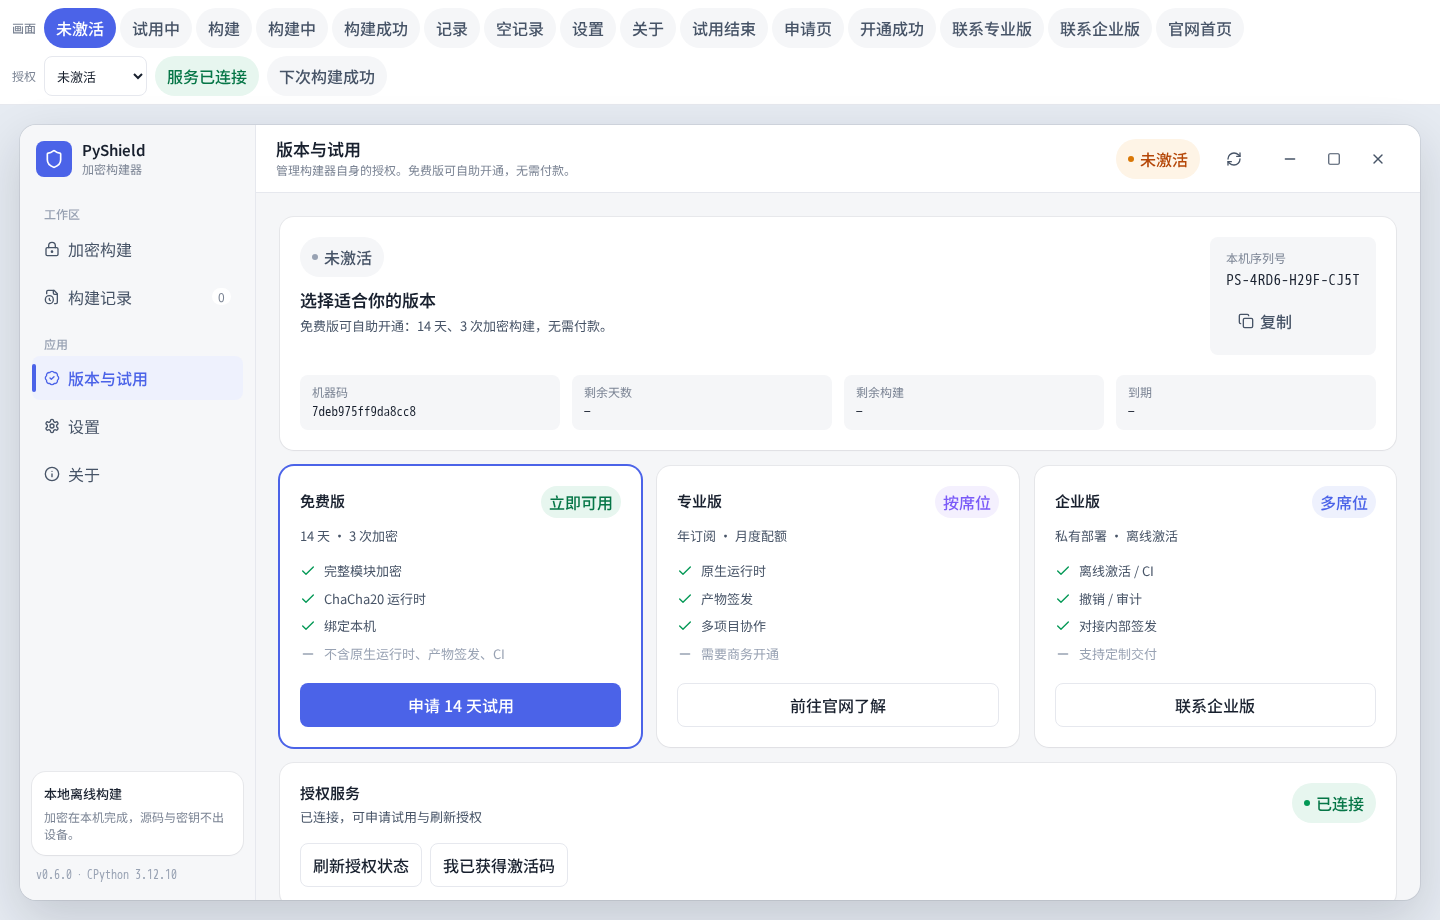 画面 未激活 试用中 构建 构建中 构建成功 记录 空记录 设置 关于 试用结束 申请页 开通成功 联系专业版 联系企业版 官网首页
授权 未激活 服务已连接 下次构建成功
PyShield
加密构建器
工作区
加密构建
构建记录 0
应用
版本与试用
设置
关于
本地离线构建
加密在本机完成，源码与密钥不出
设备。
v0.6.0 · CPython 3.12.10
版本与试用
管理构建器自身的授权。免费版可自助开通，无需付款。
未激活
未激活
选择适合你的版本
免费版可自助开通：14 天、3 次加密构建，无需付款。
本机序列号
PS-4RD6-H29F-CJ5T
复制
机器码
7deb975ff9da8cc8
剩余天数
—
剩余构建
—
到期
—
免费版 立即可用
14 天 · 3 次加密
完整模块加密
ChaCha20 运行时
绑定本机
不含原生运行时、产物签发、CI
申请 14 天试用
专业版 按席位
年订阅 · 月度配额
原生运行时
产物签发
多项目协作
需要商务开通
前往官网了解
企业版 多席位
私有部署 · 离线激活
离线激活 / CI
撤销 / 审计
对接内部签发
支持定制交付
联系企业版
授权服务
已连接，可申请试用与刷新授权
已连接
刷新授权状态 我已获得激活码